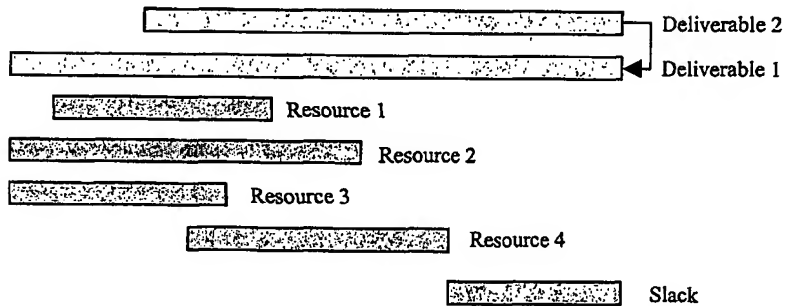 Deliverable 2
Deliverable 1
Resource 1
Resource 2
Resource 3
Resource 4
Slack